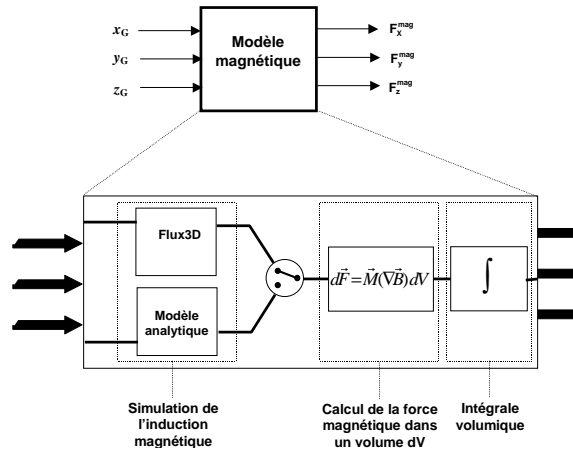 x_G
y_G
z_G
Modèle
magnétique
F_X^mag
F_y^mag
F_z^mag
Flux3D
Modèle
analytique
dF⃗=M⃗(∇B⃗)dV
∫
Simulation de
l'induction
magnétique
Calcul de la force
magnétique dans
un volume dV
Intégrale
volumique